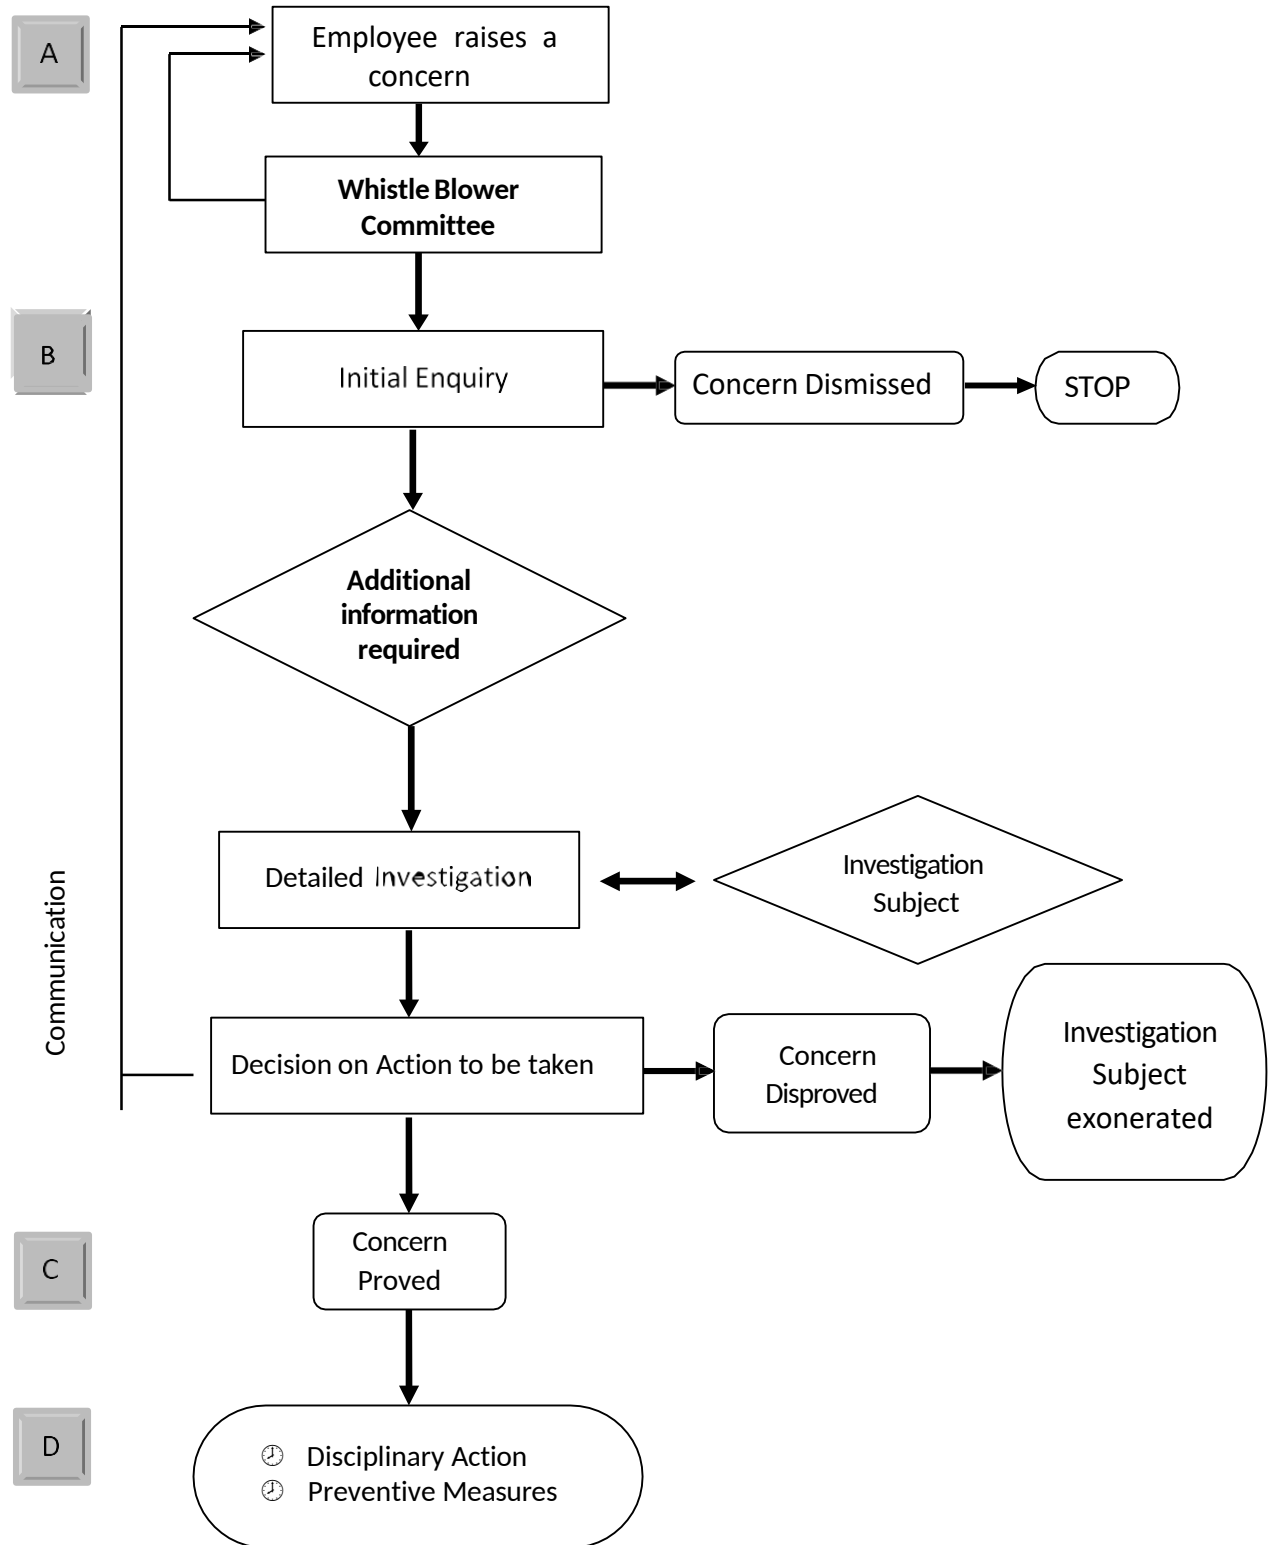 A
Employee raises a
concern
Whistle Blower
Committee
B
Initial Enquiry
Concern Dismissed
STOP
Additional
information
required
Communication
Detailed Investigation
Investigation
Subject
Decision on Action to be taken
Concern
Disproved
Investigation
Subject
exonerated
C
Concern
Proved
D
Disciplinary Action
Preventive Measures